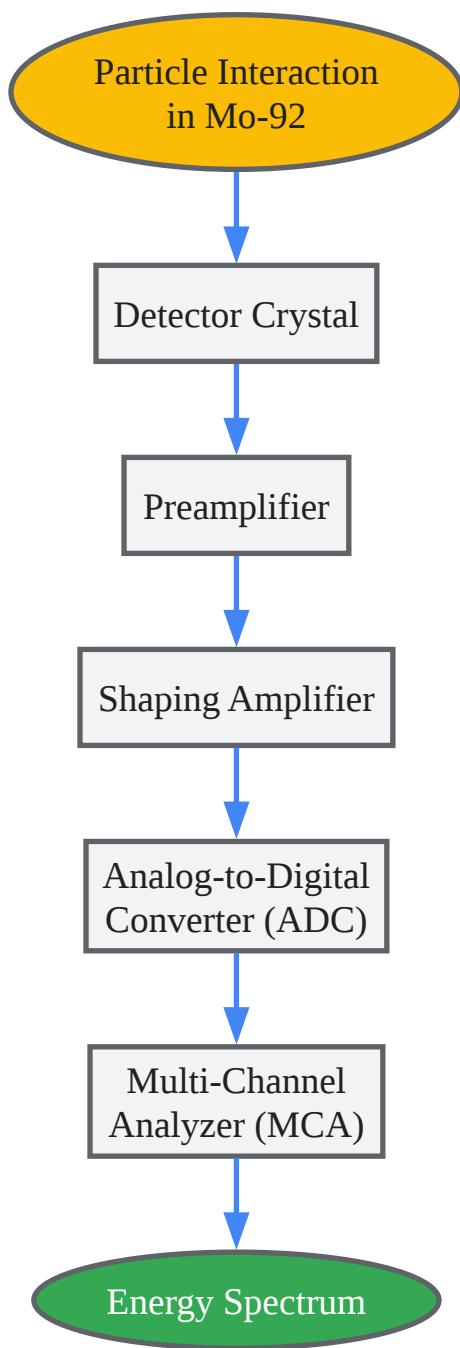 Particle Interaction
in Mo-92
Detector Crystal
Preamplifier
Shaping Amplifier
Analog-to-Digital
Converter (ADC)
Multi-Channel
Analyzer (MCA)
Energy Spectrum